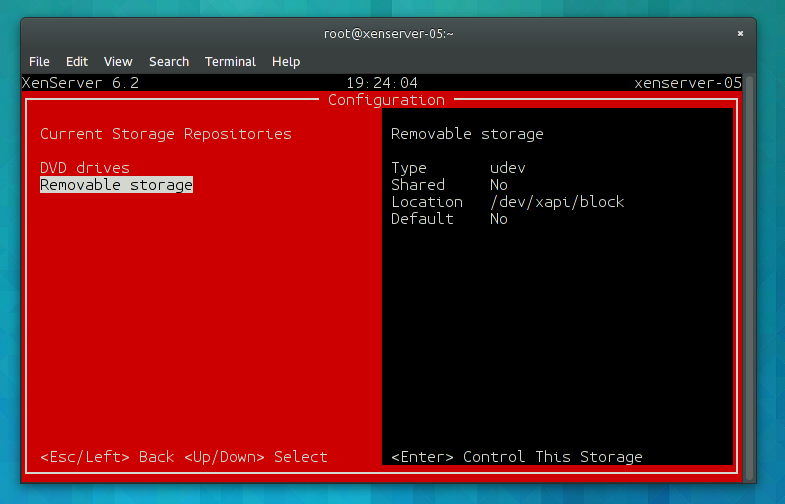 root@xenserver-05:~
File Edit View Search Terminal Help
XenServer 6.2 19:24:04 xenserver-05
Configuration
Current Storage Repositories
DVD drives
Removable storage
<Esc/Left> Back <Up/Down> Select
Removable storage
Type udev
Shared No
Location /dev/xapi/block
Default No
<Enter> Control This Storage